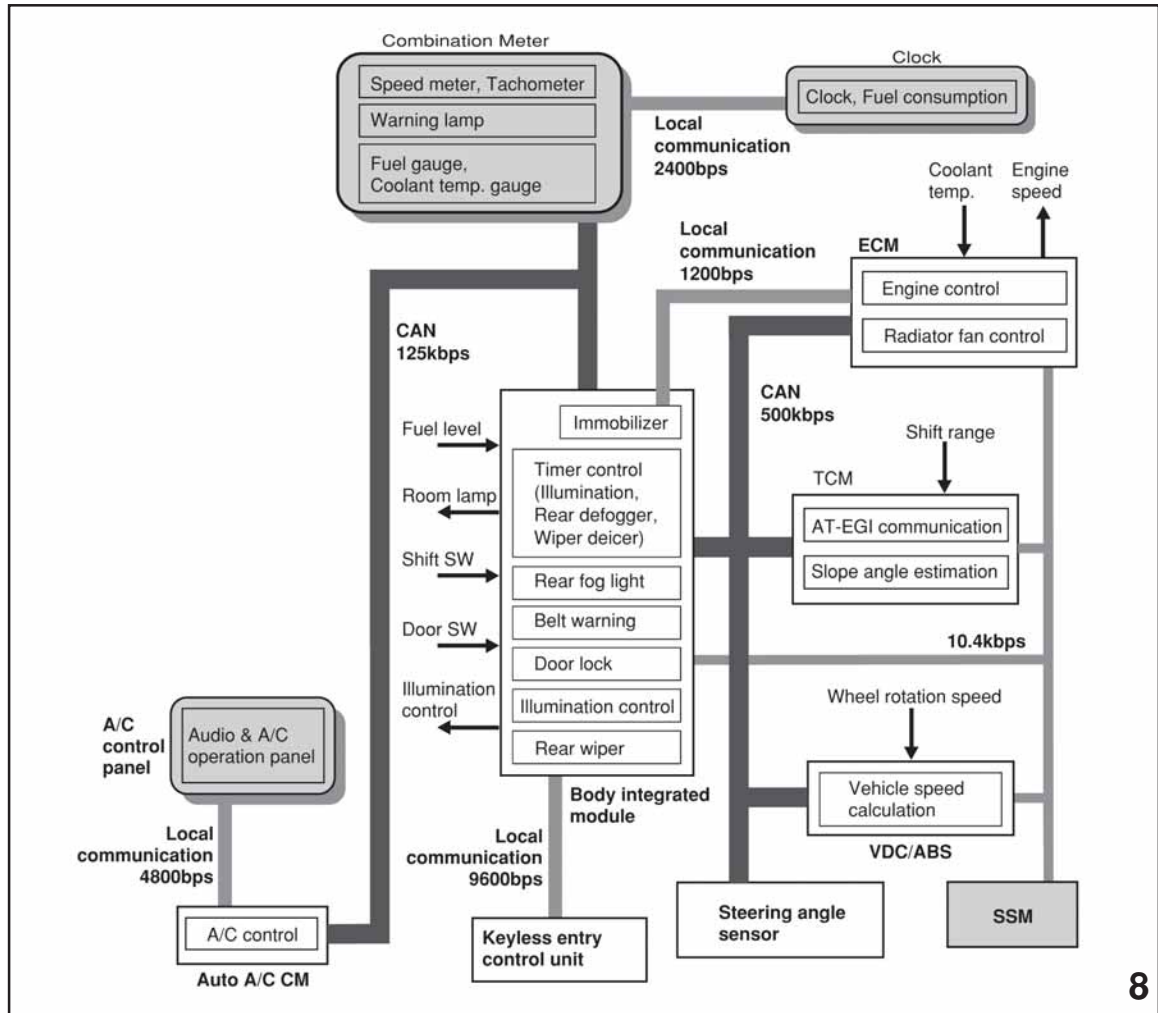 Combination Meter
Speed meter, Tachometer
Warning lamp
Fuel gauge,
Coolant temp. gauge
Clock
Clock, Fuel consumption
Local
communication
2400bps
Coolant
temp.
Engine
speed
Local
communication
1200bps
ECM
Engine control
Radiator fan control
CAN
125kbps
CAN
500kbps
Immobilizer
Fuel level
Timer control
(Illumination,
Rear defogger,
Wiper deicer)
Room lamp
Shift SW
Rear fog light
Belt warning
Door SW
Door lock
Illumination
control
Illumination control
Rear wiper
Body integrated
module
Shift range
TCM
AT-EGI communication
Slope angle estimation
10.4kbps
Wheel rotation speed
Vehicle speed
calculation
VDC/ABS
A/C
control
panel
Audio & A/C
operation panel
Local
communication
4800bps
Local
communication
9600bps
A/C control
Auto A/C CM
Keyless entry
control unit
Steering angle
sensor
SSM
8